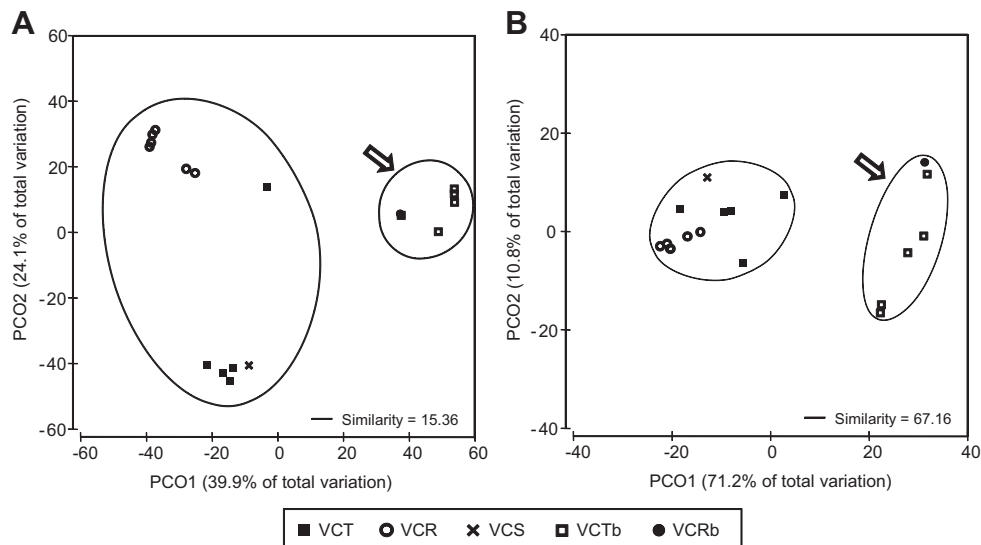 A
B
PCO2 (24.1% of total variation)
60
40
20
0
-20
-40
-60
-60
-40
-20
0
20
40
60
PCO1 (39.9% of total variation)
Similarity = 15.36
PCO2 (10.8% of total variation)
40
20
0
-20
-40
-40
-20
0
20
40
PCO1 (71.2% of total variation)
Similarity = 67.16
VCT VCR VCS VCTb VCRb